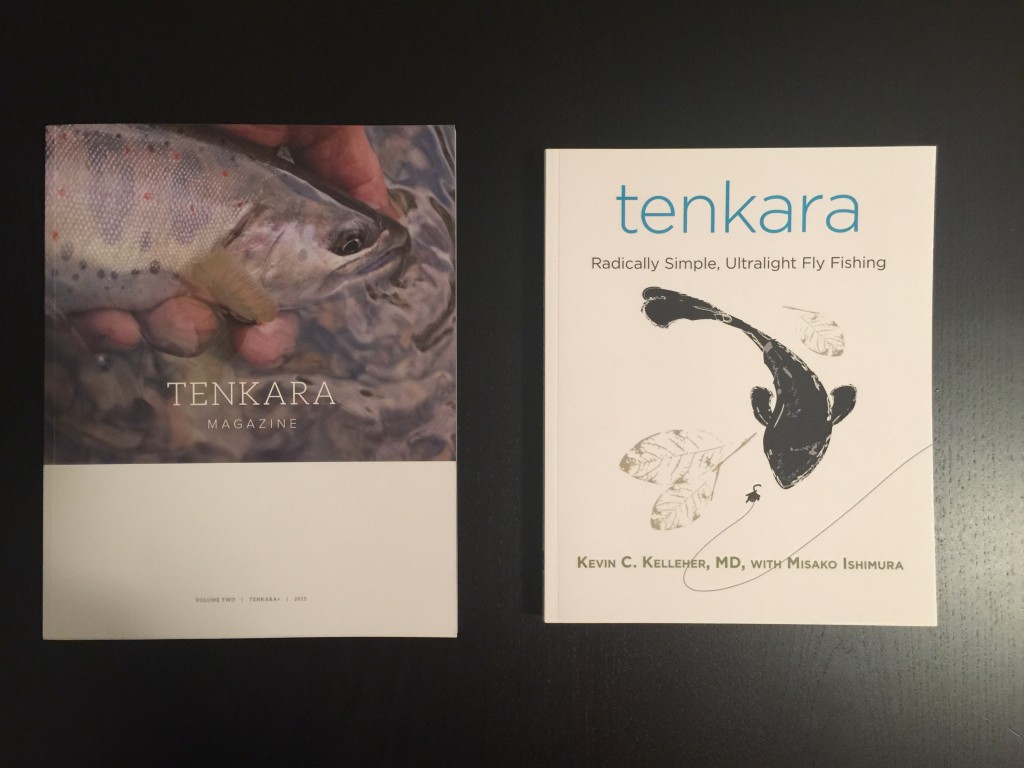 TENKARA
MAGAZINE
VOLUME TWO | TENKARA+ | 2015
tenkara
Radically Simple, Ultralight Fly Fishing
KEVIN C. KELLEHER, MD, WITH MISAKO ISHIMURA